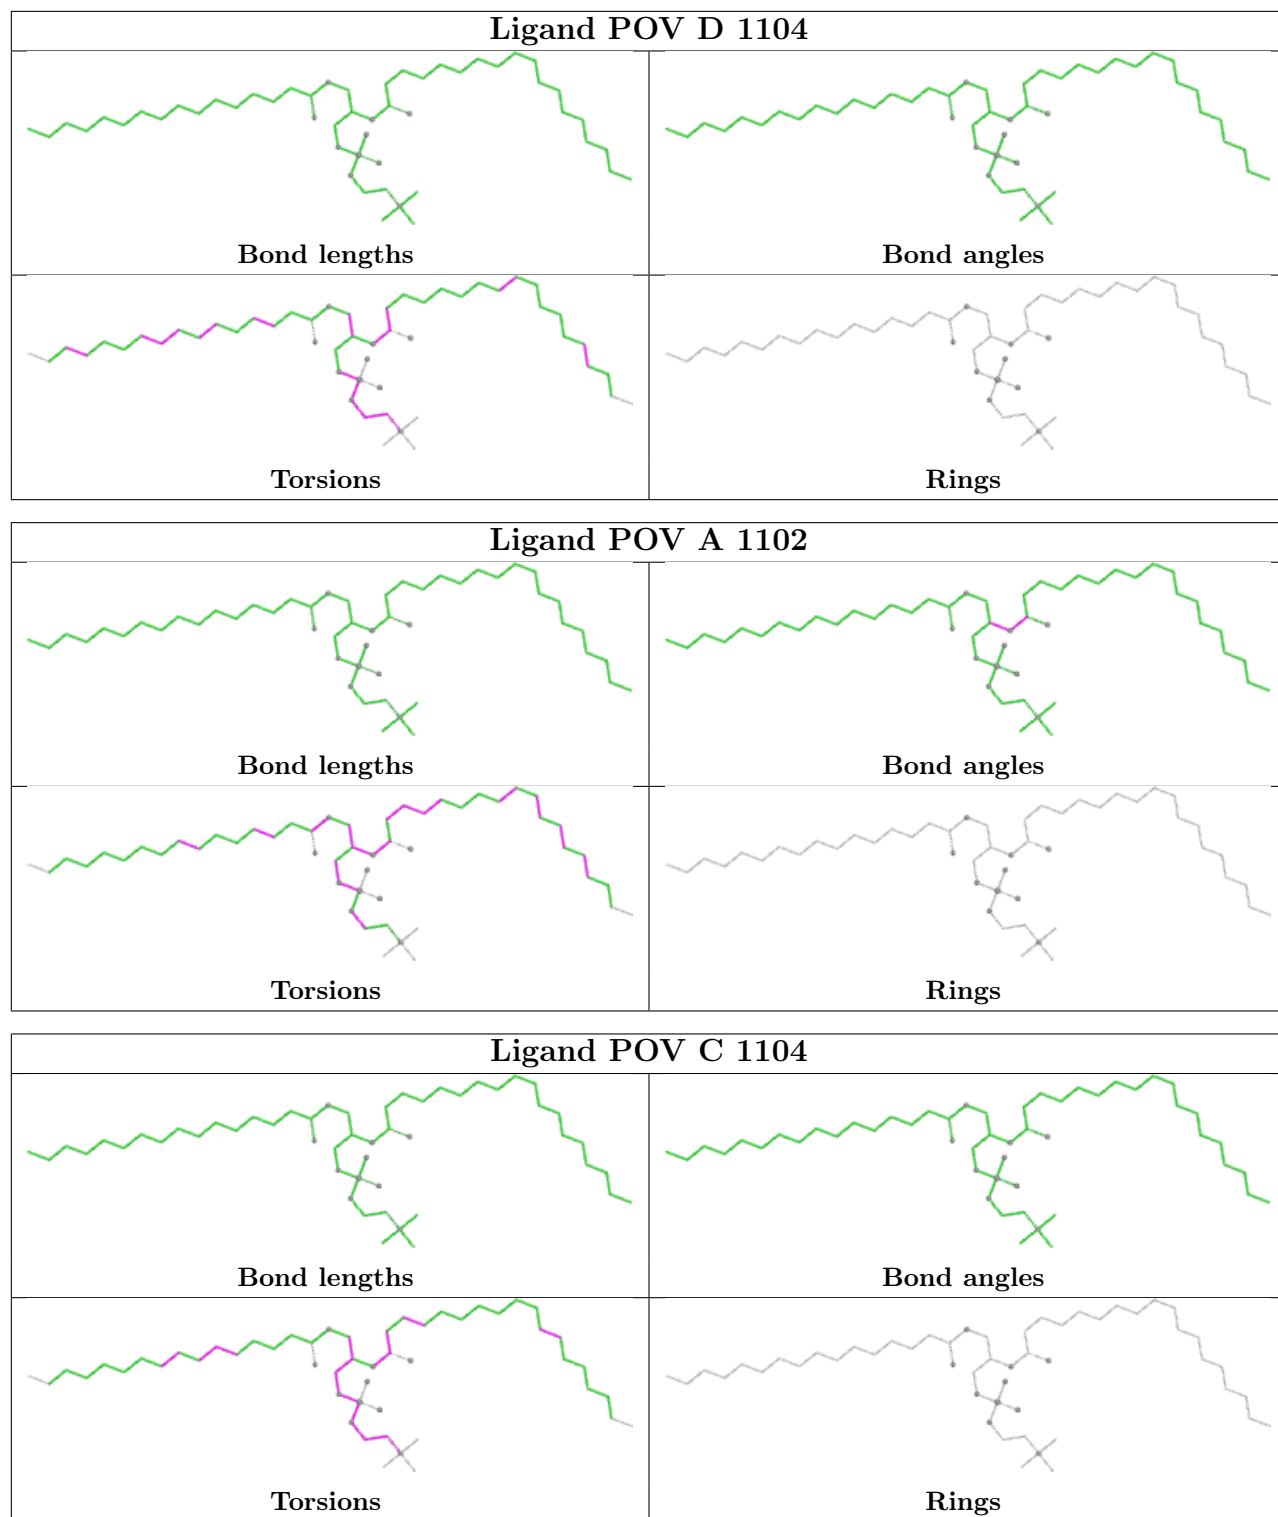 Ligand POV D 1104
Bond lengths
Bond angles
Torsions
Rings
Ligand POV A 1102
Bond lengths
Bond angles
Torsions
Rings
Ligand POV C 1104
Bond lengths
Bond angles
Torsions
Rings